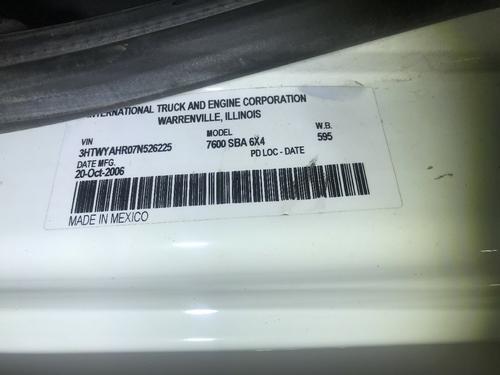 INTERNATIONAL TRUCK AND ENGINE CORPORATION
WARRENVILLE, ILLINOIS
VIN MODEL W.B.
3HTWYAHR07N526225 7600 SBA 6X4 595
DATE MFG. PD LOC - DATE
20-Oct-2006
MADE IN MEXICO